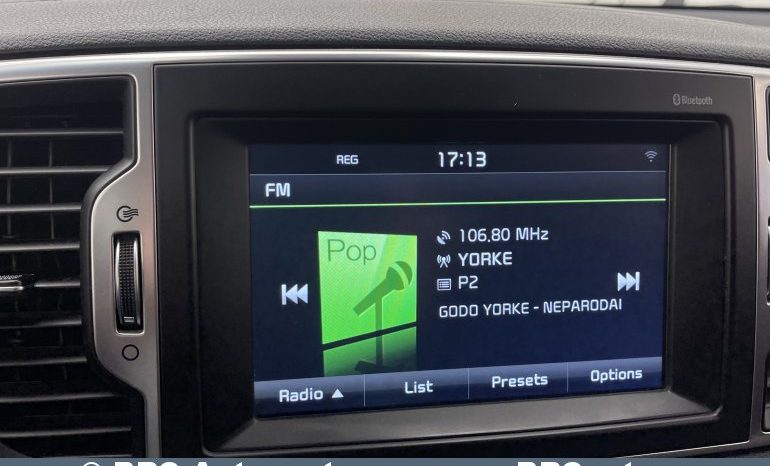 Bluetooth
REG 17:13
FM
Pop
106.80 MHz
YORKE
P2
GODO YORKE - NEPARODAI
Radio ▲ List Presets Options